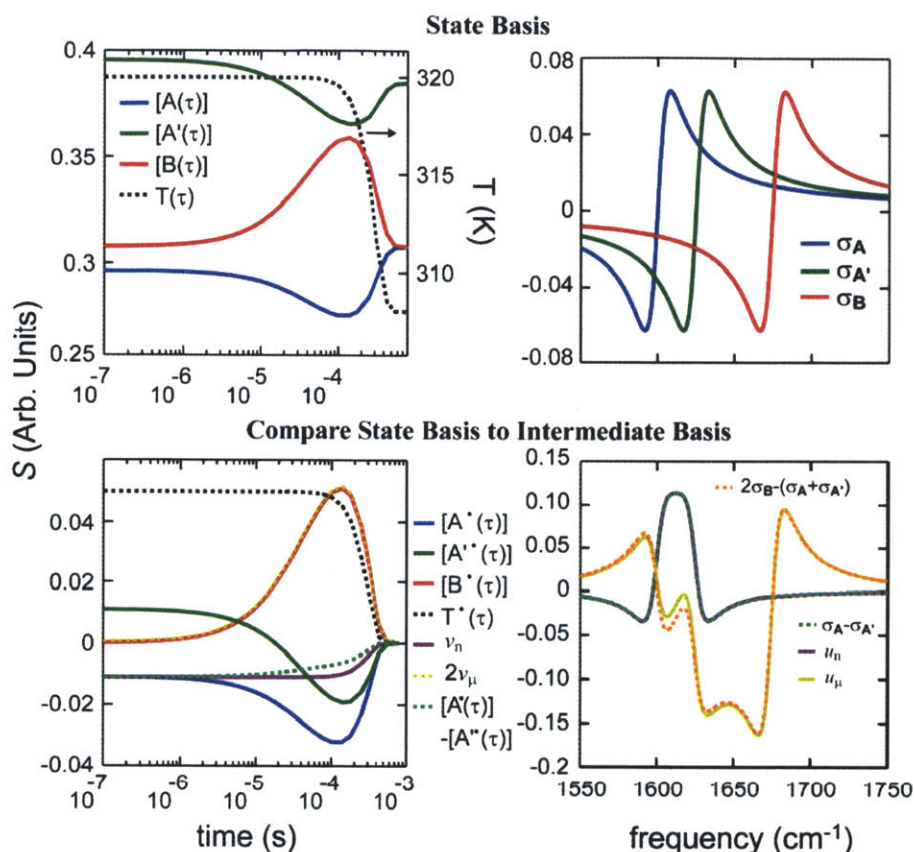 State Basis
0.4
0.35
0.3
0.25
S (Arb. Units)
[A(τ)]
[A'(τ)]
[B(τ)]
T(τ)
320
315
310
T (K)
10⁻⁷
10⁻⁶
10⁻⁵
10⁻⁴
0.08
0.04
0
-0.04
-0.08
σA
σA'
σB
1600
1650
1700
Compare State Basis to Intermediate Basis
0.04
0.02
0
-0.02
-0.04
[A˙(τ)]
[A'˙(τ)]
[B˙(τ)]
T˙(τ)
νn
2νμ
[A˙(τ)]
-[A'˙(τ)]
10⁻⁷
10⁻⁶
10⁻⁵
10⁻⁴
10⁻³
time (s)
0.15
0.10
0.05
0
-0.05
-0.1
-0.15
-0.2
2σB-(σA+σA')
σA-σA'
un
uμ
1550
1600
1650
1700
1750
frequency (cm⁻¹)